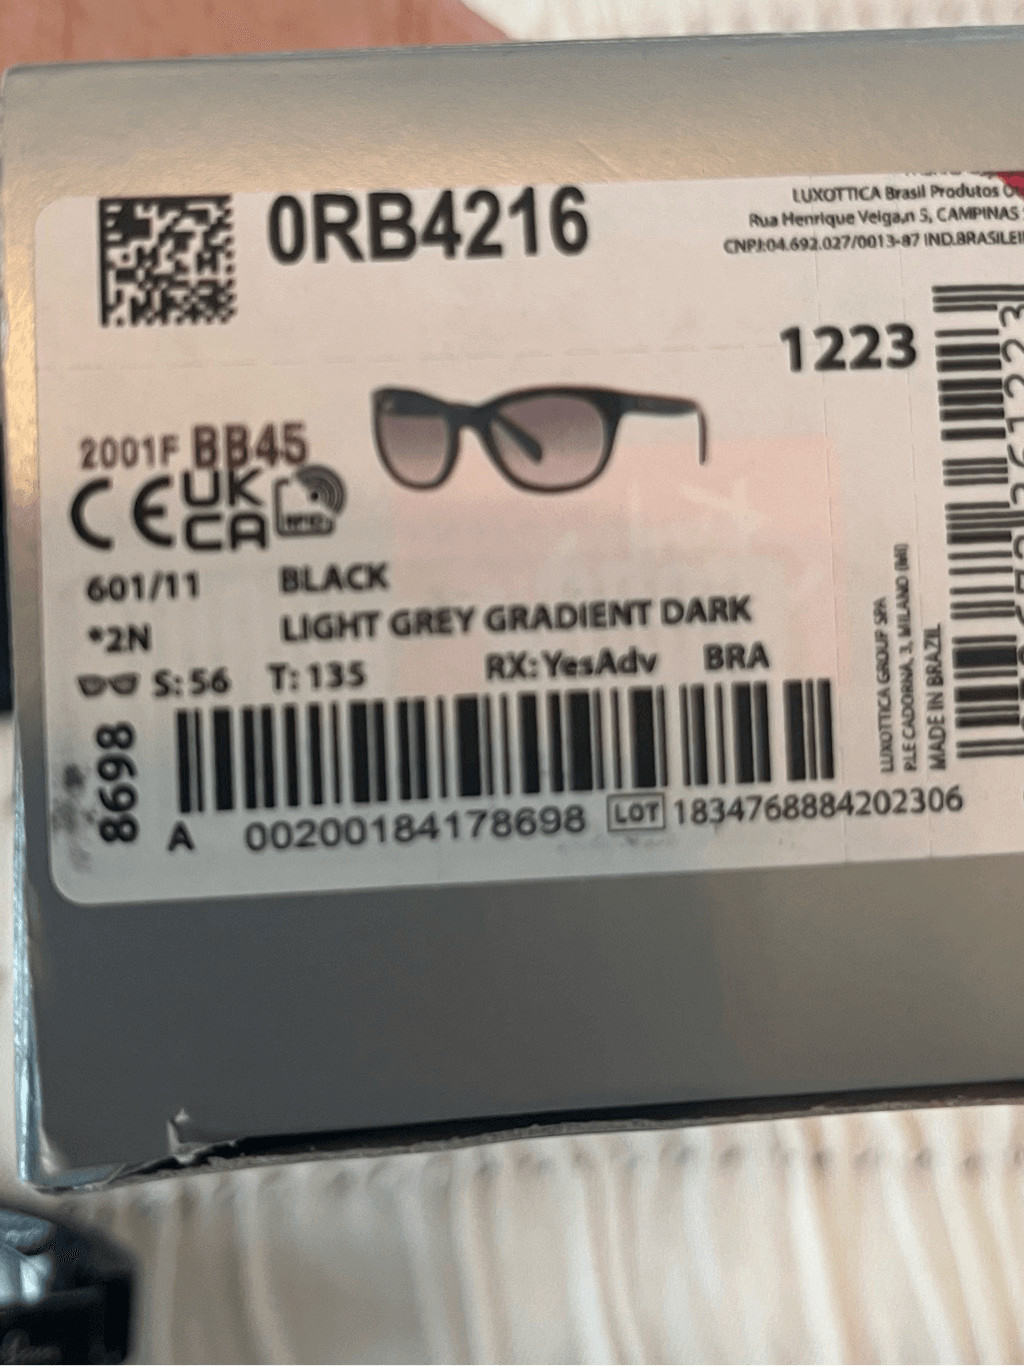 0RB4216
LUXOTTICA Brasil Produtos
Rua Henrique Veiga,n 5, CAMPINAS
CNPJ:04.692.027/0013-87 IND.BRASILEI
1223
2001F BB45
CE UK
CA
RFID
601/11 BLACK
*2N LIGHT GREY GRADIENT DARK
S: 56 T: 135 RX: YesAdv BRA
8698
A 00200184178698 LOT 1834768884202306
LUXOTTICA GROUP SPA
P.LE CADORNA, 3, MILANO (MI)
MADE IN BRAZIL